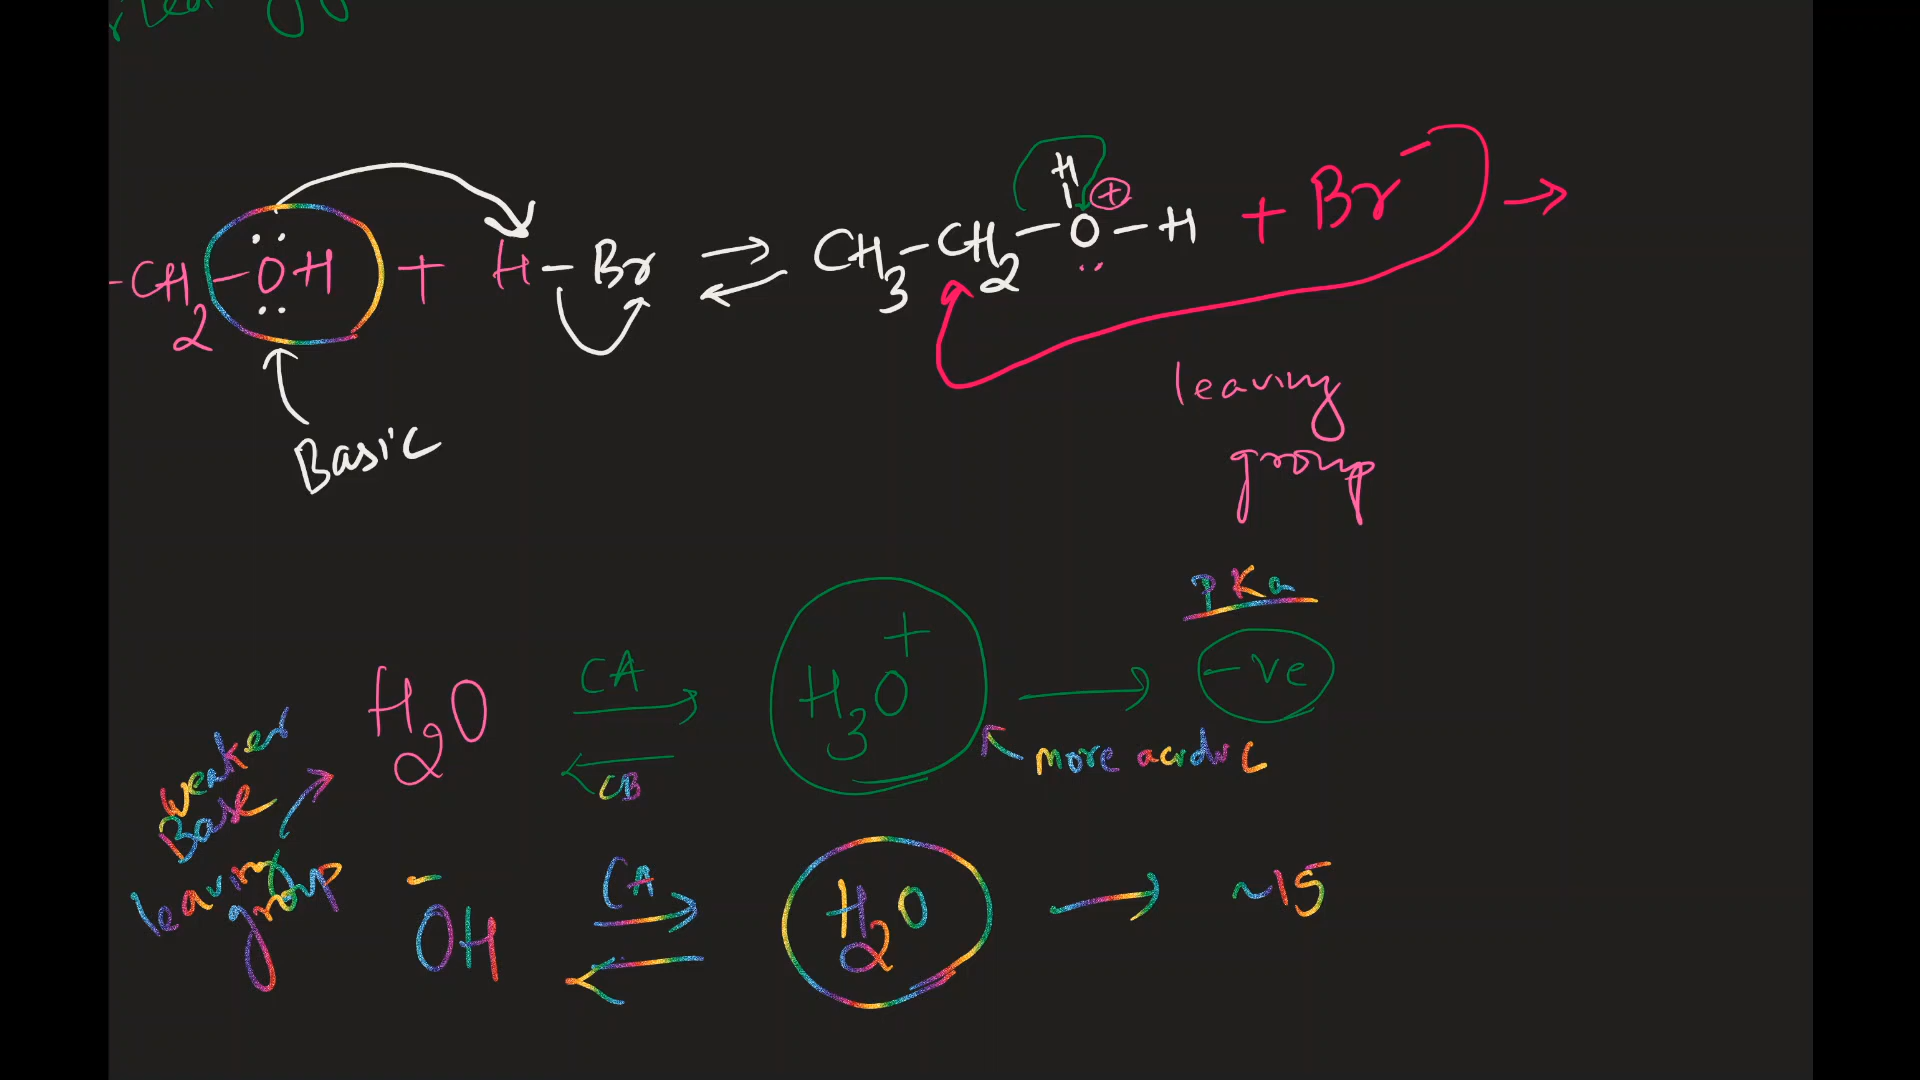 -CH2-OH + H-Br ⇌ CH3-CH2-O-H + Br- →
H
+
Basic
leaving
group
pKa
H2O CA H3O+ → -ve
CB
more acidic
weaker
Base
leaving
group
-OH CA H2O → ~15